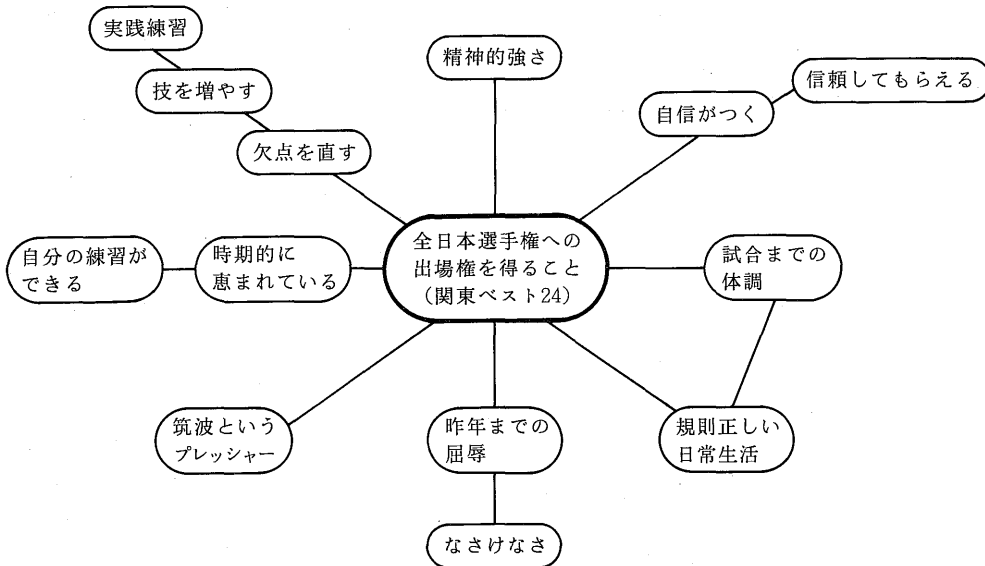 実践練習
精神的強さ
信頼してもらえる
技を増やす
自信がつく
欠点を直す
全日本選手権への
出場権を得ること
（関東ベスト24）
自分の練習が
できる
時期的に
恵まれている
試合までの
体調
筑波という
プレッシャー
昨年までの
屈辱
規則正しい
日常生活
なさけなさ